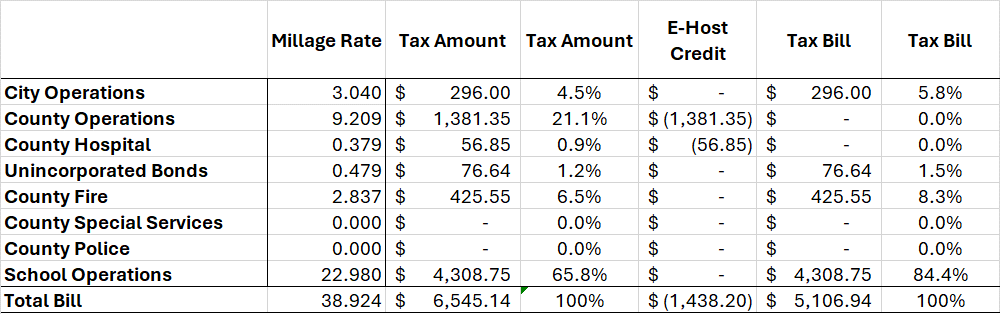 Millage Rate Tax Amount Tax Amount E-Host Credit Tax Bill Tax Bill
City Operations 3.040 $ 296.00 4.5% $ - $ 296.00 5.8%
County Operations 9.209 $ 1,381.35 21.1% $ (1,381.35) $ - 0.0%
County Hospital 0.379 $ 56.85 0.9% $ (56.85) $ - 0.0%
Unincorporated Bonds 0.479 $ 76.64 1.2% $ - $ 76.64 1.5%
County Fire 2.837 $ 425.55 6.5% $ - $ 425.55 8.3%
County Special Services 0.000 $ - 0.0% $ - $ - 0.0%
County Police 0.000 $ - 0.0% $ - $ - 0.0%
School Operations 22.980 $ 4,308.75 65.8% $ - $ 4,308.75 84.4%
Total Bill 38.924 $ 6,545.14 100% $ (1,438.20) $ 5,106.94 100%